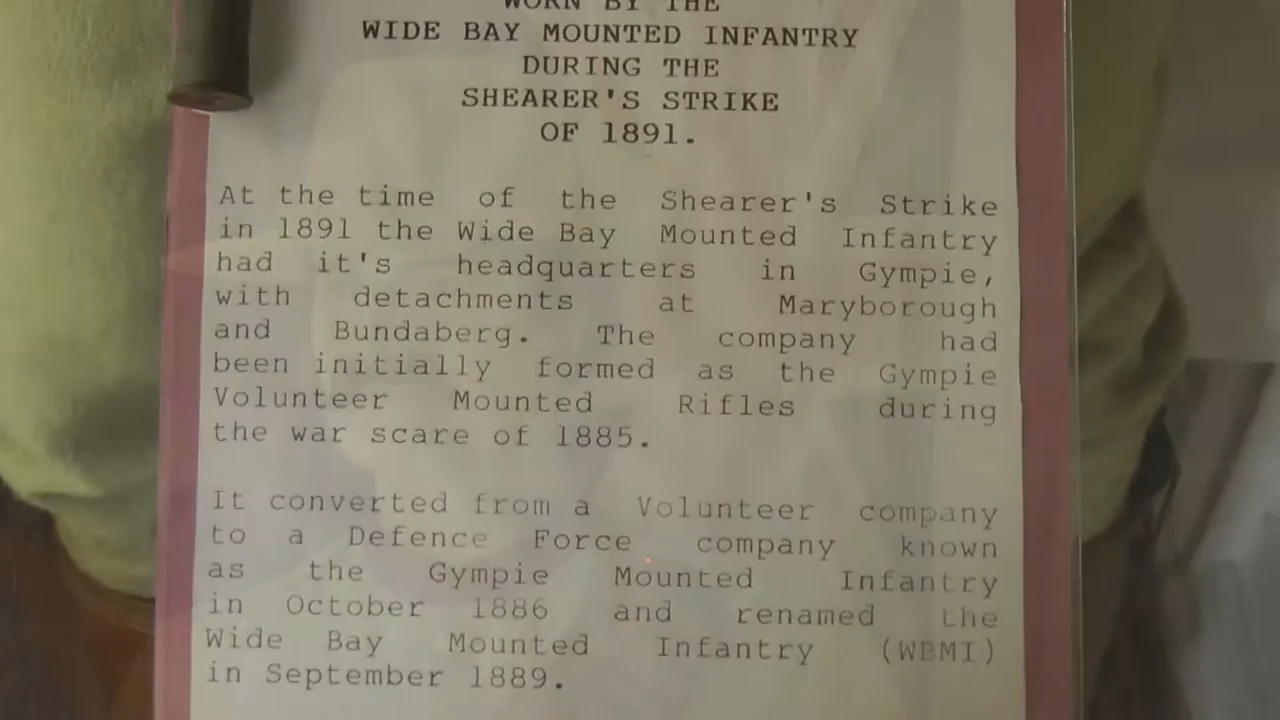 WORN BY THE
WIDE BAY MOUNTED INFANTRY
DURING THE
SHEARER'S STRIKE
OF 1891.
At the time of the Shearer's Strike
in 1891 the Wide Bay Mounted Infantry
had it's headquarters in Gympie,
with detachments at Maryborough
and Bundaberg. The company had
been initially formed as the Gympie
Volunteer Mounted Rifles during
the war scare of 1885.
It converted from a Volunteer company
to a Defence Force company known
as the Gympie Mounted Infantry
in October 1886 and renamed the
Wide Bay Mounted Infantry (WBMI)
in September 1889.